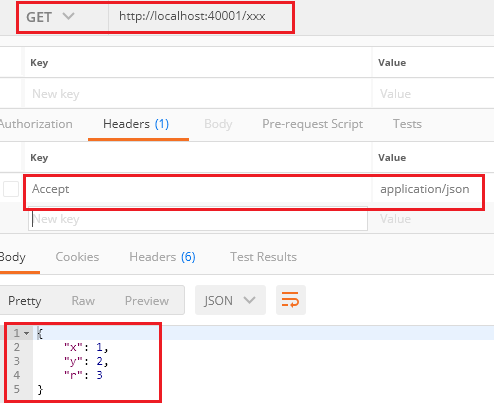 GET http://localhost:40001/xxx
Key Value
New key Value
Authorization Headers (1) Body Pre-request Script Tests
Key Value
Accept application/json
New key Value
Body Cookies Headers (6) Test Results
Pretty Raw Preview JSON
1 {
2 "x": 1,
3 "y": 2,
4 "r": 3
5 }